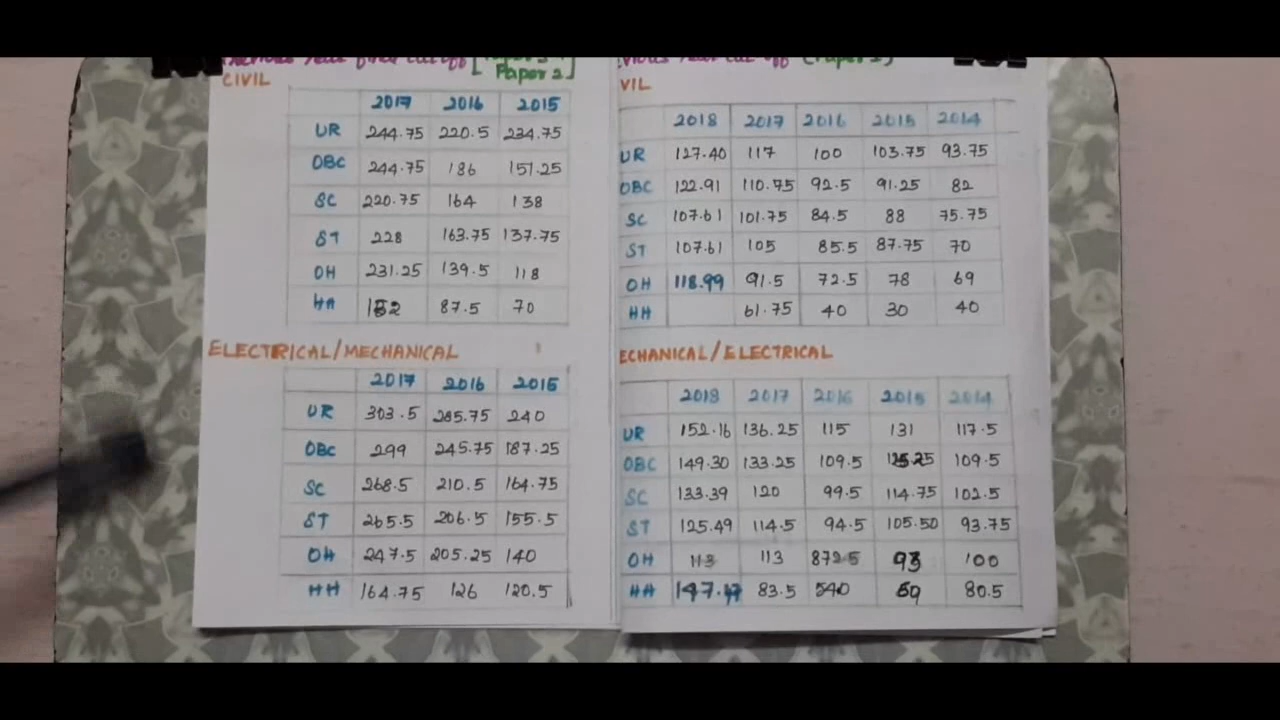 Paper 2]
CIVIL
2017 2016 2015
UR 244.75 220.5 234.75
OBC 244.75 186 151.25
SC 220.75 164 138
ST 228 163.75 137.75
OH 231.25 139.5 118
HH 152 87.5 70
ELECTRICAL/MECHANICAL
2017 2016 2015
UR 303.5 265.75 240
OBC 299 245.75 187.25
SC 268.5 210.5 164.75
ST 265.5 206.5 155.5
OH 247.5 205.25 140
HH 164.75 126 120.5
VIL
2018 2017 2016 2015 2014
UR 127.40 117 100 103.75 93.75
OBC 122.91 110.75 92.5 91.25 82
SC 107.61 101.75 84.5 88 75.75
ST 107.61 105 85.5 87.75 70
OH 118.99 91.5 72.5 78 69
HH 61.75 40 30 40
ECHANICAL/ELECTRICAL
2018 2017 2016 2015 2014
UR 152.16 136.25 115 131 117.5
OBC 149.30 133.25 109.5 109.5
SC 133.39 120 99.5 114.75 102.5
ST 125.49 114.5 94.5 105.50 93.75
OH 113 113 93 100
HH 147.17 83.5 80.5